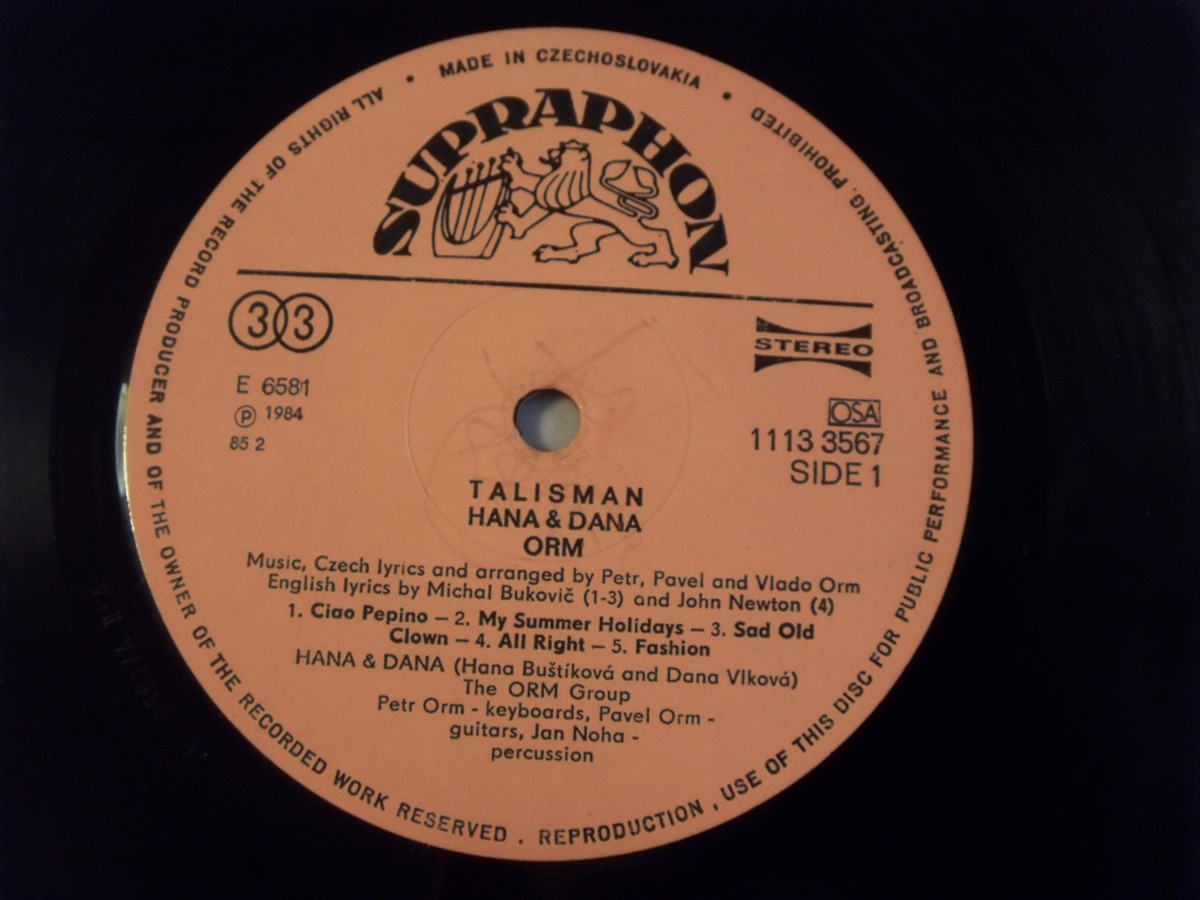 MADE IN CZECHOSLOVAKIA •
ALL RIGHTS OF THE RECORD PRODUCER AND OF THE OWNER OF THE RECORDED WORK RESERVED . REPRODUCTION , USE OF THIS DISC FOR PUBLIC PERFORMANCE AND BROADCASTING, PROHIBITED •
SUPRAPHON
33
STEREO
E 6581
Ⓟ 1984
85 2
OSA
1113 3567
SIDE 1
TALISMAN
HANA & DANA
ORM
Music, Czech lyrics and arranged by Petr, Pavel and Vlado Orm
English lyrics by Michal Bukovič (1-3) and John Newton (4)
1. Ciao Pepino – 2. My Summer Holidays – 3. Sad Old
Clown – 4. All Right – 5. Fashion
HANA & DANA (Hana Buštíková and Dana Vlková)
The ORM Group
Petr Orm - keyboards, Pavel Orm -
guitars, Jan Noha -
percussion